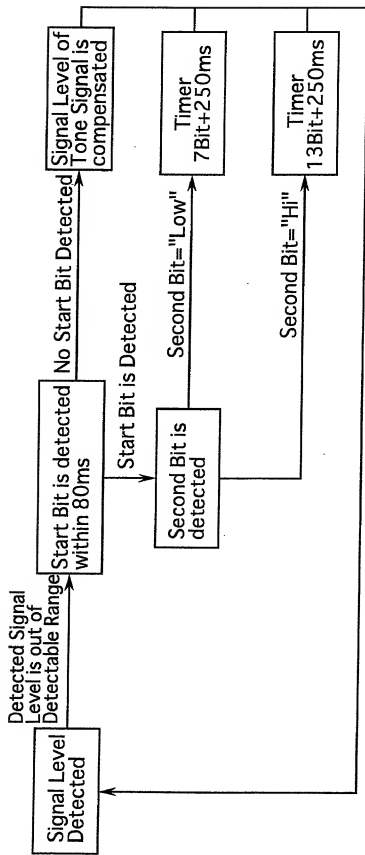 Signal Level
Detected
Detected Signal
Level is out of
Detectable Range
Start Bit is detected
within 80ms
No Start Bit Detected
Signal Level of
Tone Signal is
compensated
Start Bit is Detected
Second Bit is
detected
Second Bit="Low"
Timer
7Bit+250ms
Second Bit="Hi"
Timer
13Bit+250ms